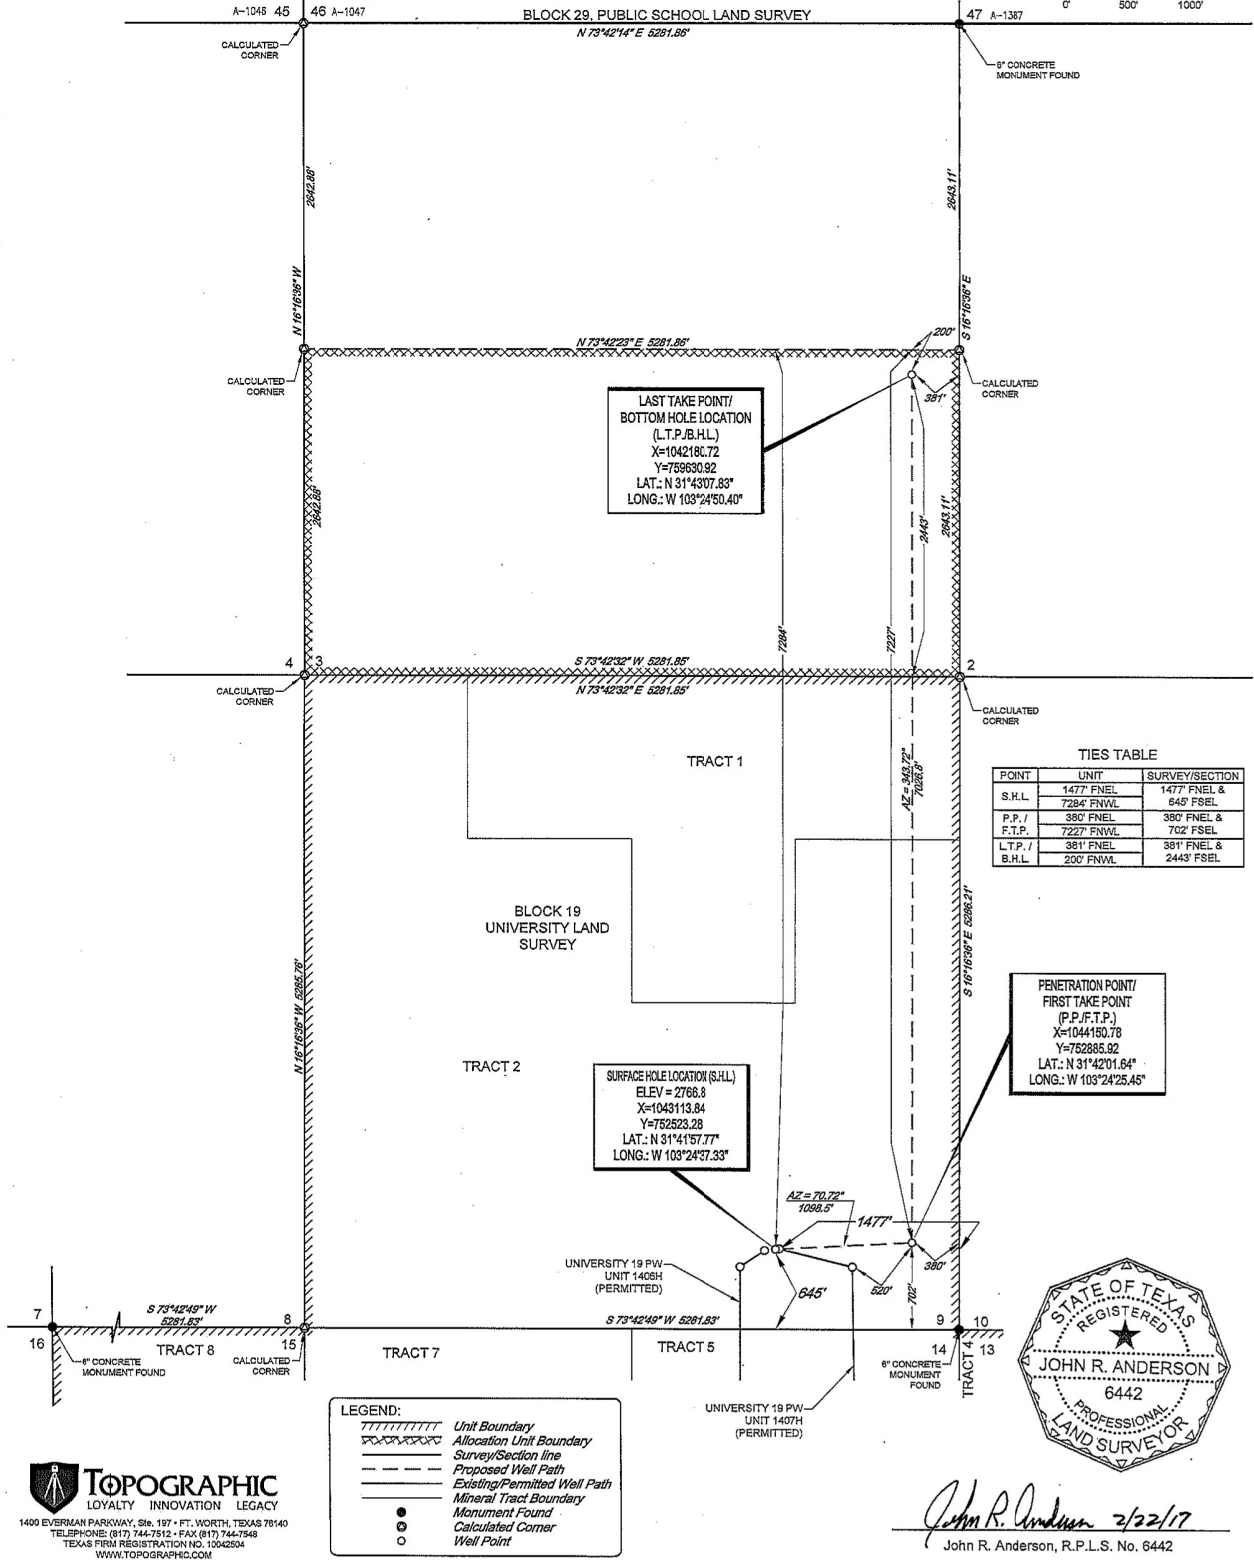 A-1046 45 46 A-1047
BLOCK 29, PUBLIC SCHOOL LAND SURVEY
N 73°42'14" E 5281.86'
47 A-1387
0' 500' 1000'
CALCULATED
CORNER
6" CONCRETE
MONUMENT FOUND
2642.88'
2643.11'
N 16°16'36" W
S 16°16'36" E
N 73°42'23" E 5281.86'
200'
CALCULATED
CORNER
CALCULATED
CORNER
381'
LAST TAKE POINT/
BOTTOM HOLE LOCATION
(L.T.P./B.H.L.)
X=1042180.72
Y=759630.92
LAT.: N 31°43'07.83"
LONG.: W 103°24'50.40"
2642.88'
2443'
2643.11'
7284'
7227'
4 3
S 73°42'32" W 5281.85'
2
N 73°42'32" E 5281.85'
CALCULATED
CORNER
CALCULATED
CORNER
TRACT 1
AZ = 343.72°
7026.8'
TIES TABLE
POINT UNIT SURVEY/SECTION
S.H.L. 1477' FNEL 1477' FNEL &
7284' FNWL 645' FSEL
P.P. / 380' FNEL 380' FNEL &
F.T.P. 7227' FNWL 702' FSEL
L.T.P. / 381' FNEL 381' FNEL &
B.H.L. 200' FNWL 2443' FSEL
BLOCK 19
UNIVERSITY LAND
SURVEY
S 16°16'36" E 5286.21'
N 16°16'36" W 5285.76'
PENETRATION POINT/
FIRST TAKE POINT
(P.P./F.T.P.)
X=1044150.78
Y=752885.92
LAT.: N 31°42'01.64"
LONG.: W 103°24'25.45"
TRACT 2
SURFACE HOLE LOCATION (S.H.L.)
ELEV = 2766.8
X=1043113.84
Y=752523.28
LAT.: N 31°41'57.77"
LONG.: W 103°24'37.33"
AZ = 70.72°
1098.5'
1477'
UNIVERSITY 19 PW
UNIT 1406H
(PERMITTED)
645'
520'
702'
380'
7
16
S 73°42'49" W
5281.83'
8
15
S 73°42'49" W 5281.83'
9 10
14 13
6" CONCRETE
MONUMENT FOUND
TRACT 8
CALCULATED
CORNER
TRACT 7
TRACT 5
6" CONCRETE
MONUMENT
FOUND
TRACT 4
UNIVERSITY 19 PW
UNIT 1407H
(PERMITTED)
STATE OF TEXAS
REGISTERED
JOHN R. ANDERSON
6442
PROFESSIONAL
LAND SURVEYOR
LEGEND:
Unit Boundary
Allocation Unit Boundary
Survey/Section line
Proposed Well Path
Existing/Permitted Well Path
Mineral Tract Boundary
Monument Found
Calculated Corner
Well Point
TOPOGRAPHIC
LOYALTY INNOVATION LEGACY
1400 EVERMAN PARKWAY, Ste. 197 • FT. WORTH, TEXAS 76140
TELEPHONE: (817) 744-7512 • FAX (817) 744-7548
TEXAS FIRM REGISTRATION NO. 10042504
WWW.TOPOGRAPHIC.COM
John R. Anderson 2/22/17
John R. Anderson, R.P.L.S. No. 6442